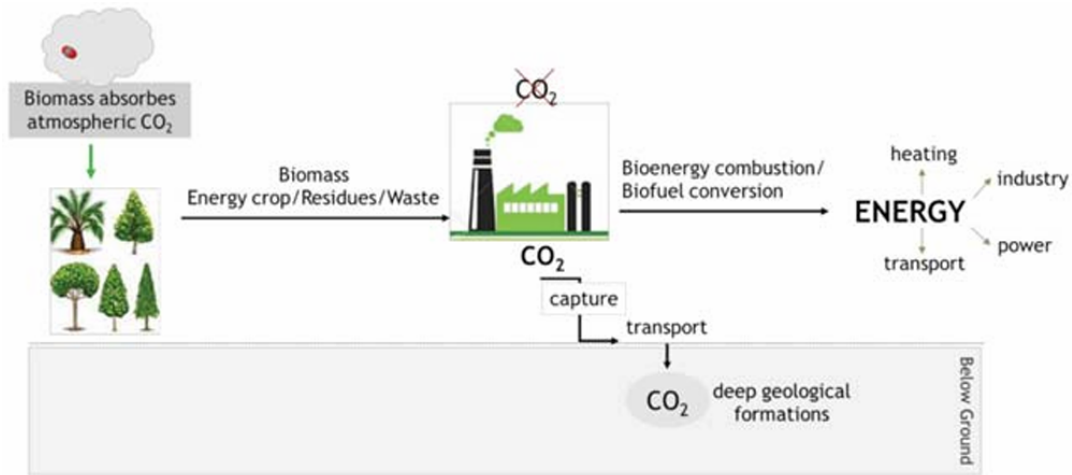 Biomass absorbes
atmospheric CO₂
Biomass
Energy crop/Residues/Waste
CO₂
CO₂
capture
transport
CO₂
deep geological
formations
Bioenergy combustion/
Biofuel conversion
ENERGY
heating
industry
power
transport
Below Ground